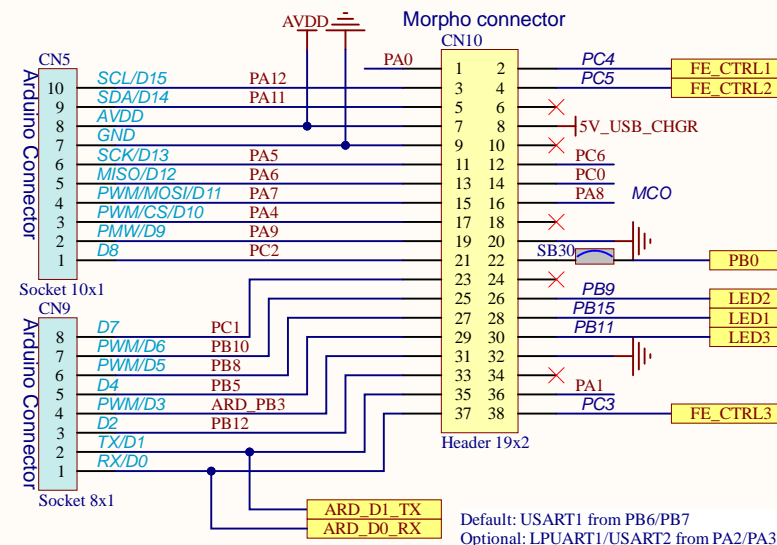 AVDD
Morpho connector
CN5
CN10
Arduino Connector
10 SCL/D15 PA12
9 SDA/D14 PA11
8 AVDD
7 GND
6 SCK/D13 PA5
5 MISO/D12 PA6
4 PWM/MOSI/D11 PA7
3 PWM/CS/D10 PA4
2 PMW/D9 PA9
1 D8 PC2
Socket 10x1
CN9
Arduino Connector
8 D7 PC1
7 PWM/D6 PB10
6 PWM/D5 PB8
5 D4 PB5
4 PWM/D3 ARD_PB3
3 D2 PB12
2 TX/D1
1 RX/D0
Socket 8x1
PA0 1 2 PC4 FE_CTRL1
3 4 PC5 FE_CTRL2
5 6
7 8 5V_USB_CHGR
9 10
11 12 PC6
13 14 PC0
15 16 PA8 MCO
17 18
19 20
21 22 SB30 PB0
23 24
25 26 PB9 LED2
27 28 PB15 LED1
29 30 PB11 LED3
31 32
33 34
35 36 PA1
37 38 PC3 FE_CTRL3
Header 19x2
ARD_D1_TX
ARD_D0_RX
Default: USART1 from PB6/PB7
Optional: LPUART1/USART2 from PA2/PA3